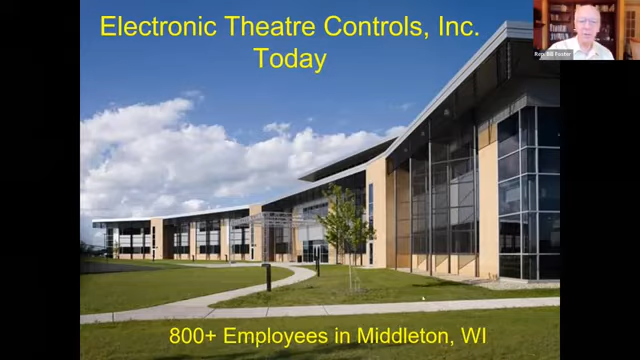 Electronic Theatre Controls, Inc.
Today
Rep. Bill Foster
800+ Employees in Middleton, WI